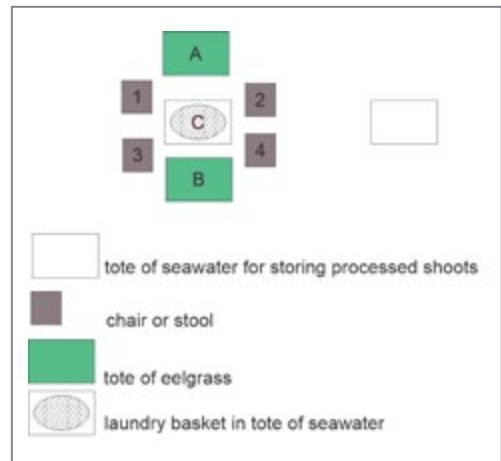 A
1 2
C
3 4
B
tote of seawater for storing processed shoots
chair or stool
tote of eelgrass
laundry basket in tote of seawater